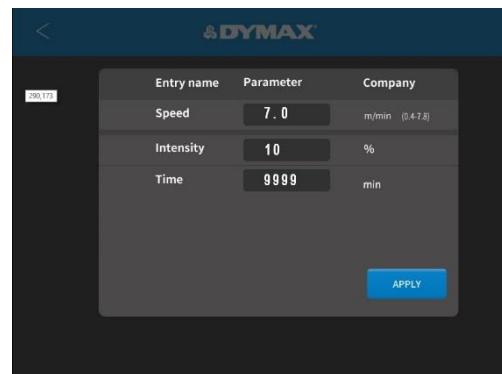 <
DYMAX
290,173
Entry name Parameter Company
Speed 7.0 m/min (0.4-7.8)
Intensity 10 %
Time 9999 min
APPLY